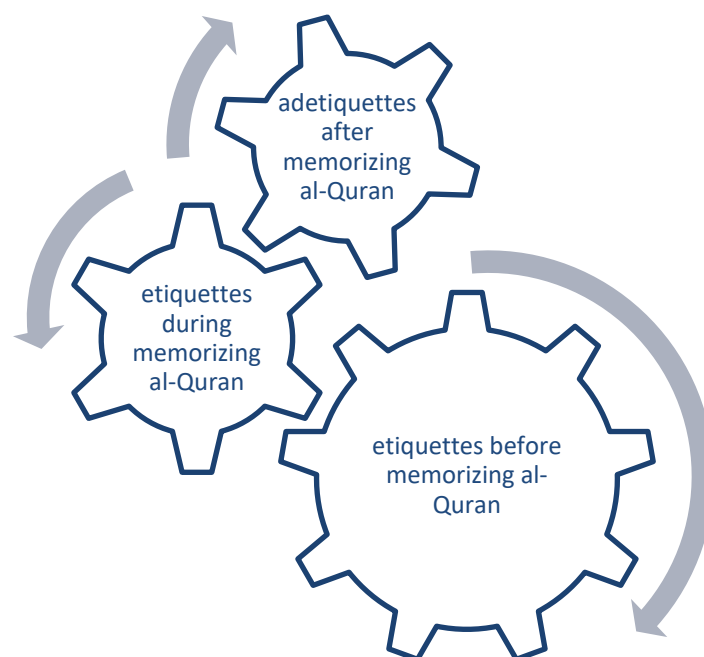 adetiquettes
after
memorizing
al-Quran
etiquettes
during
memorizing
al-Quran
etiquettes before
memorizing al-
Quran